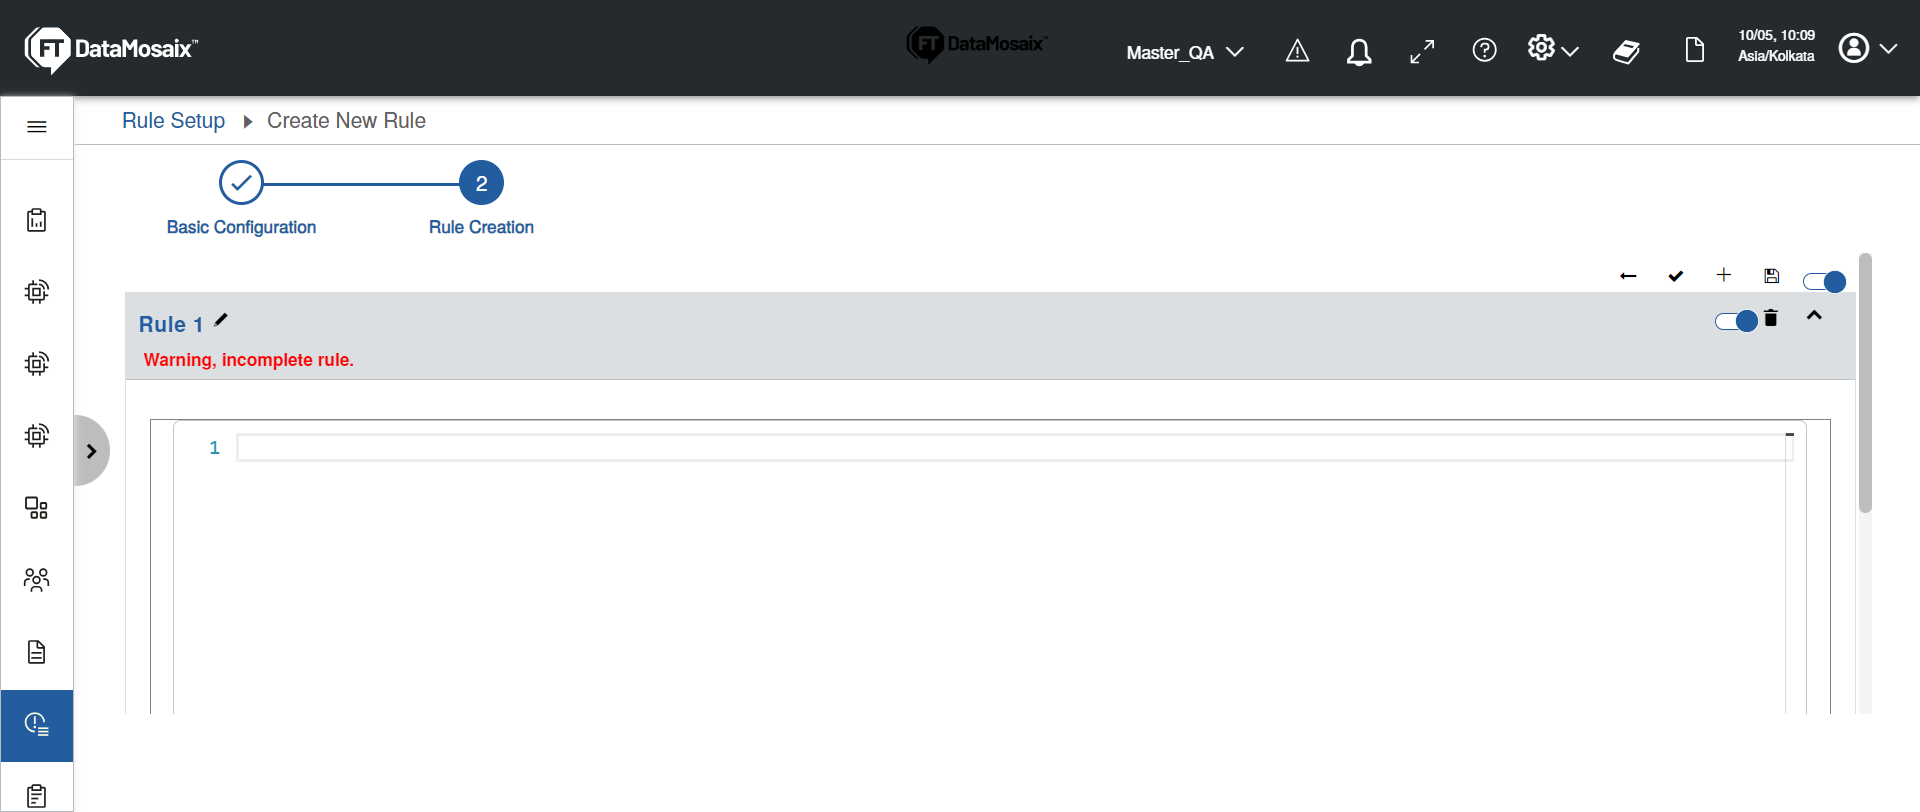 FT DataMosaix™
FT DataMosaix™
Master_QA
10/05, 10:09
Asia/Kolkata
Rule Setup
Create New Rule
2
Basic Configuration
Rule Creation
Rule 1
Warning, incomplete rule.
1